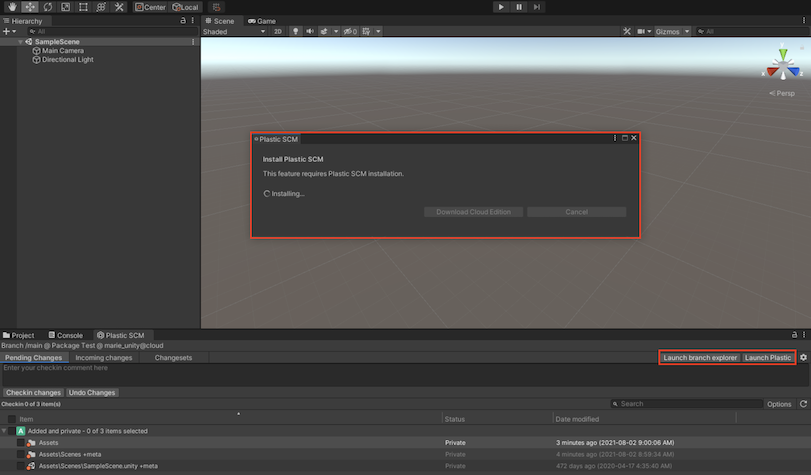 Center Local
Hierarchy
All
SampleScene
Main Camera
Directional Light
Scene Game
Shaded 2D 0 Gizmos All
y
x z
Persp
Plastic SCM
Install Plastic SCM
This feature requires Plastic SCM installation.
Installing...
Download Cloud Edition Cancel
Project Console Plastic SCM
Branch /main @ Package Test @ marie_unity@cloud
Pending Changes Incoming changes Changesets Launch branch explorer Launch Plastic
Enter your checkin comment here
Checkin changes Undo Changes
Checkin 0 of 3 item(s) Search Options
Item Status Date modified
A Added and private - 0 of 3 items selected
Assets Private 3 minutes ago (2021-08-02 9:00:06 AM)
Assets\Scenes +meta Private 4 minutes ago (2021-08-02 8:59:34 AM)
Assets\Scenes\SampleScene.unity +meta Private 472 days ago (2020-04-17 4:35:40 AM)